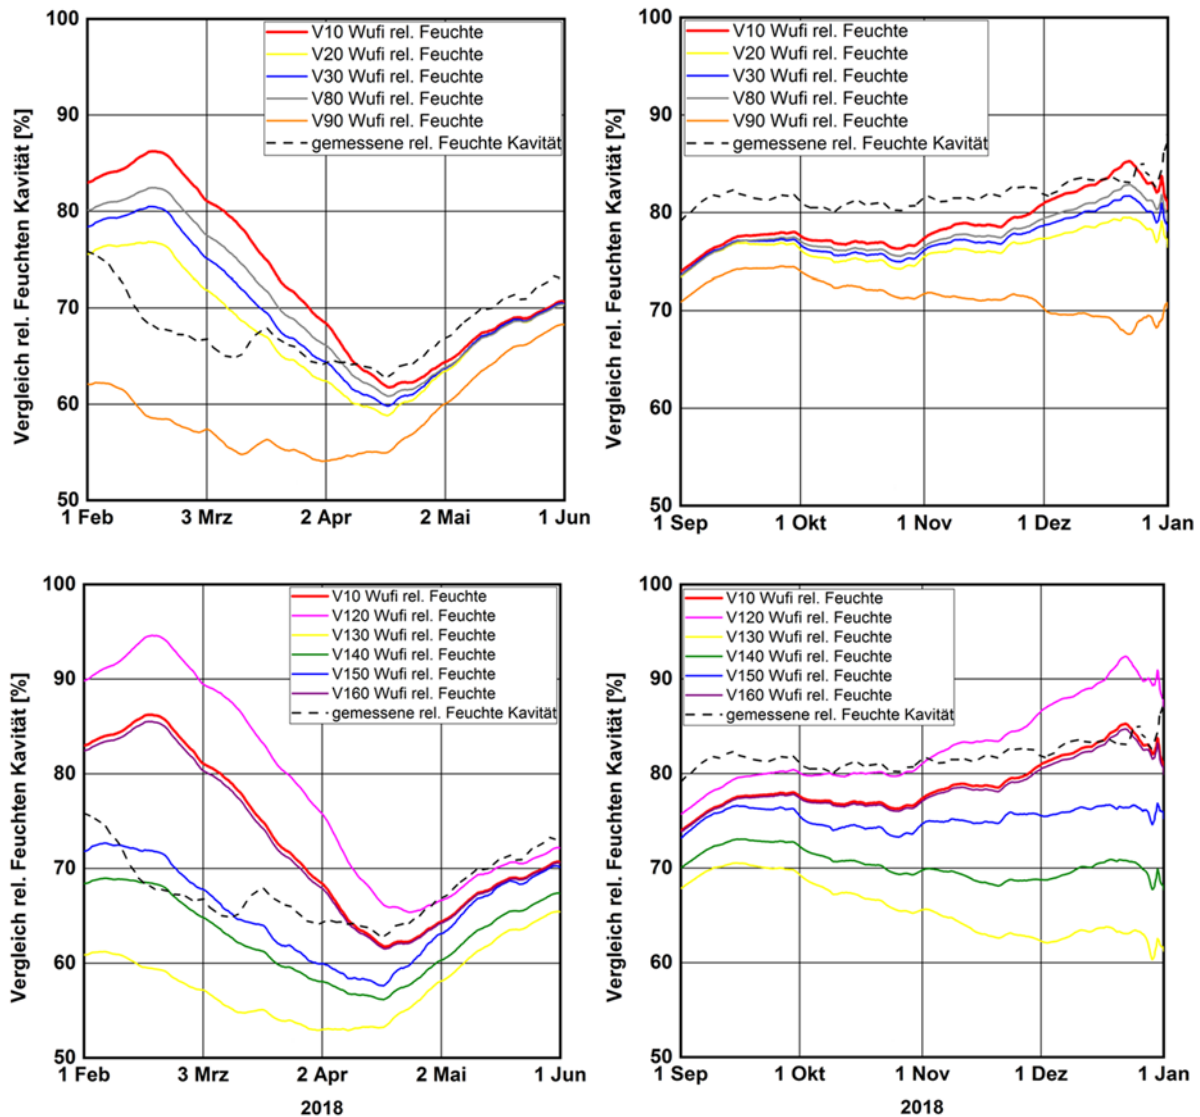 Vergleich rel. Feuchten Kavität [%]
100
90
80
70
60
50
V10 Wufi rel. Feuchte
V20 Wufi rel. Feuchte
V30 Wufi rel. Feuchte
V80 Wufi rel. Feuchte
V90 Wufi rel. Feuchte
gemessene rel. Feuchte Kavität
1 Feb 3 Mrz 2 Apr 2 Mai 1 Jun
Vergleich rel. Feuchten Kavität [%]
100
90
80
70
60
50
V10 Wufi rel. Feuchte
V20 Wufi rel. Feuchte
V30 Wufi rel. Feuchte
V80 Wufi rel. Feuchte
V90 Wufi rel. Feuchte
gemessene rel. Feuchte Kavität
1 Sep 1 Okt 1 Nov 1 Dez 1 Jan
Vergleich rel. Feuchten Kavität [%]
100
90
80
70
60
50
V10 Wufi rel. Feuchte
V120 Wufi rel. Feuchte
V130 Wufi rel. Feuchte
V140 Wufi rel. Feuchte
V150 Wufi rel. Feuchte
V160 Wufi rel. Feuchte
gemessene rel. Feuchte Kavität
1 Feb 3 Mrz 2 Apr 2 Mai 1 Jun
2018
Vergleich rel. Feuchten Kavität [%]
100
90
80
70
60
50
V10 Wufi rel. Feuchte
V120 Wufi rel. Feuchte
V130 Wufi rel. Feuchte
V140 Wufi rel. Feuchte
V150 Wufi rel. Feuchte
V160 Wufi rel. Feuchte
gemessene rel. Feuchte Kavität
1 Sep 1 Okt 1 Nov 1 Dez 1 Jan
2018